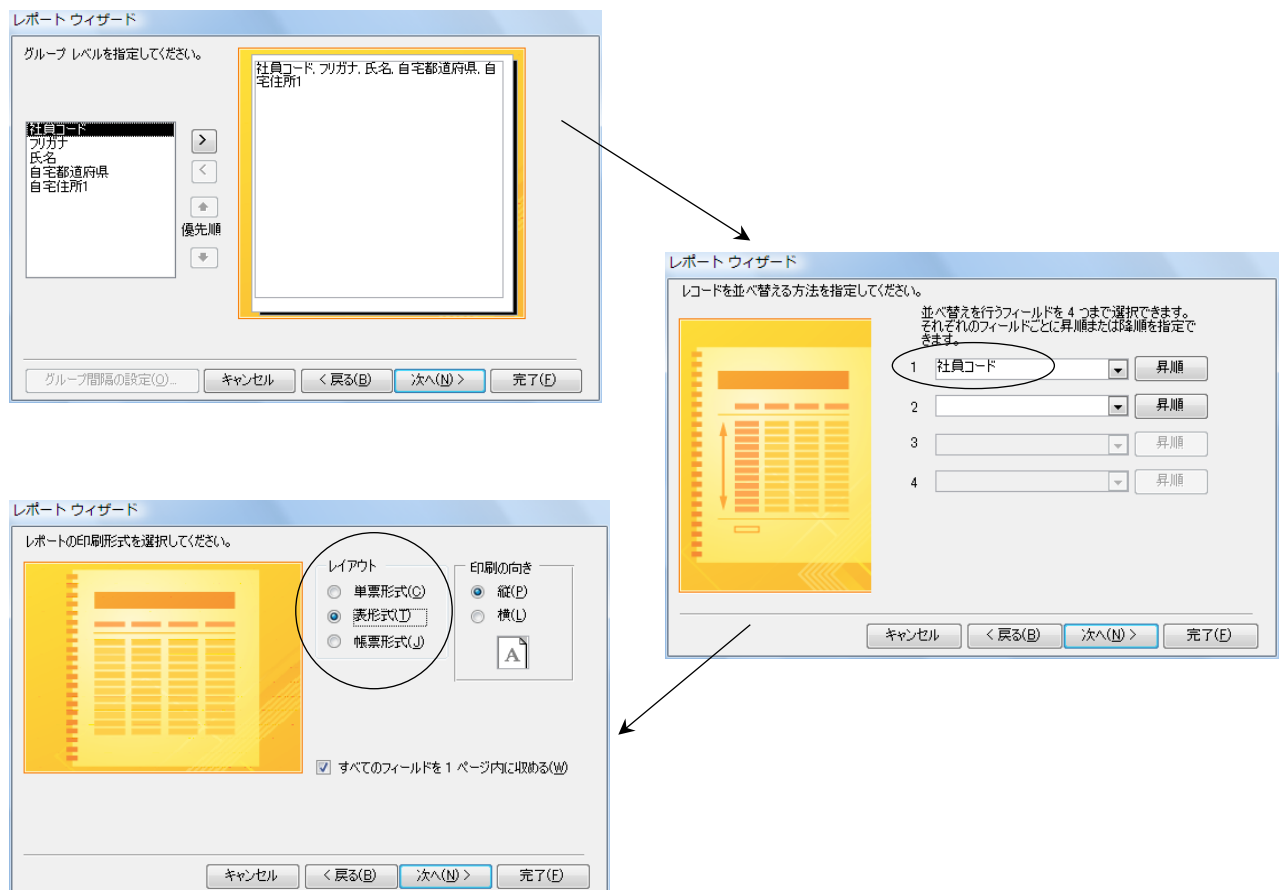 レポート ウィザード
グループ レベルを指定してください。
社員コード, フリガナ, 氏名, 自宅都道府県, 自
宅住所1
社員コード
フリガナ
氏名
自宅都道府県
自宅住所1
>
<
優先順
グループ間隔の設定(O)...
キャンセル
< 戻る(B)
次へ(N) >
完了(F)
レポート ウィザード
レコードを並べ替える方法を指定してください。
並べ替えを行うフィールドを 4 つまで選択できます。
それぞれのフィールドごとに昇順または降順を指定で
きます。
1 社員コード 昇順
2 昇順
3 昇順
4 昇順
キャンセル
< 戻る(B)
次へ(N) >
完了(F)
レポート ウィザード
レポートの印刷形式を選択してください。
レイアウト
単票形式(C)
表形式(T)
帳票形式(J)
印刷の向き
縦(P)
横(L)
A
すべてのフィールドを 1 ページ内に収める(W)
キャンセル
< 戻る(B)
次へ(N) >
完了(F)